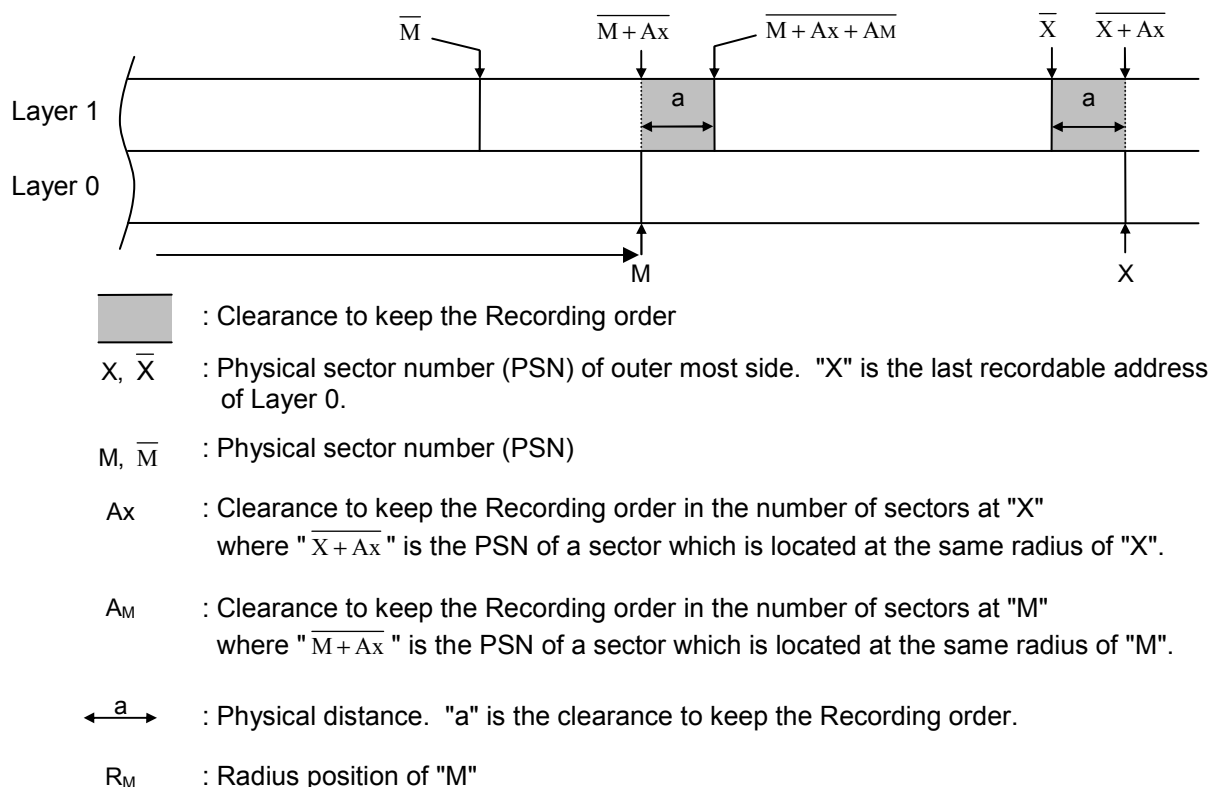 M̅ M + Ax̅ M + Ax + Aᴍ̅ X̅ X + Ax̅
Layer 1 a a
Layer 0
M X
: Clearance to keep the Recording order
X, X̅ : Physical sector number (PSN) of outer most side. "X" is the last recordable address
of Layer 0.
M, M̅ : Physical sector number (PSN)
Ax : Clearance to keep the Recording order in the number of sectors at "X"
where " X + Ax̅ " is the PSN of a sector which is located at the same radius of "X".
Aᴍ : Clearance to keep the Recording order in the number of sectors at "M"
where " M + Ax̅ " is the PSN of a sector which is located at the same radius of "M".
a : Physical distance. "a" is the clearance to keep the Recording order.
Rᴍ : Radius position of "M"